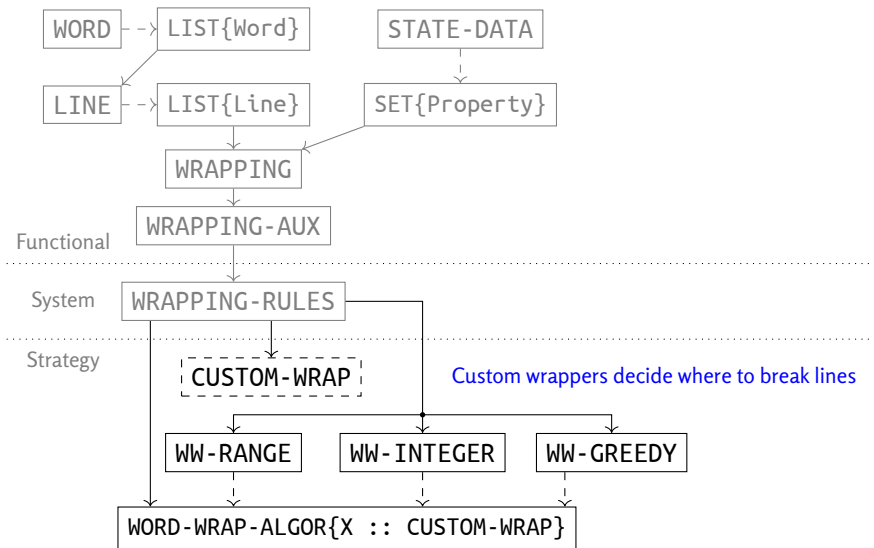 WORD LIST{Word} STATE-DATA
LINE LIST{Line} SET{Property}
WRAPPING
WRAPPING-AUX
Functional
System WRAPPING-RULES
Strategy
CUSTOM-WRAP Custom wrappers decide where to break lines
WW-RANGE WW-INTEGER WW-GREEDY
WORD-WRAP-ALGOR{X :: CUSTOM-WRAP}